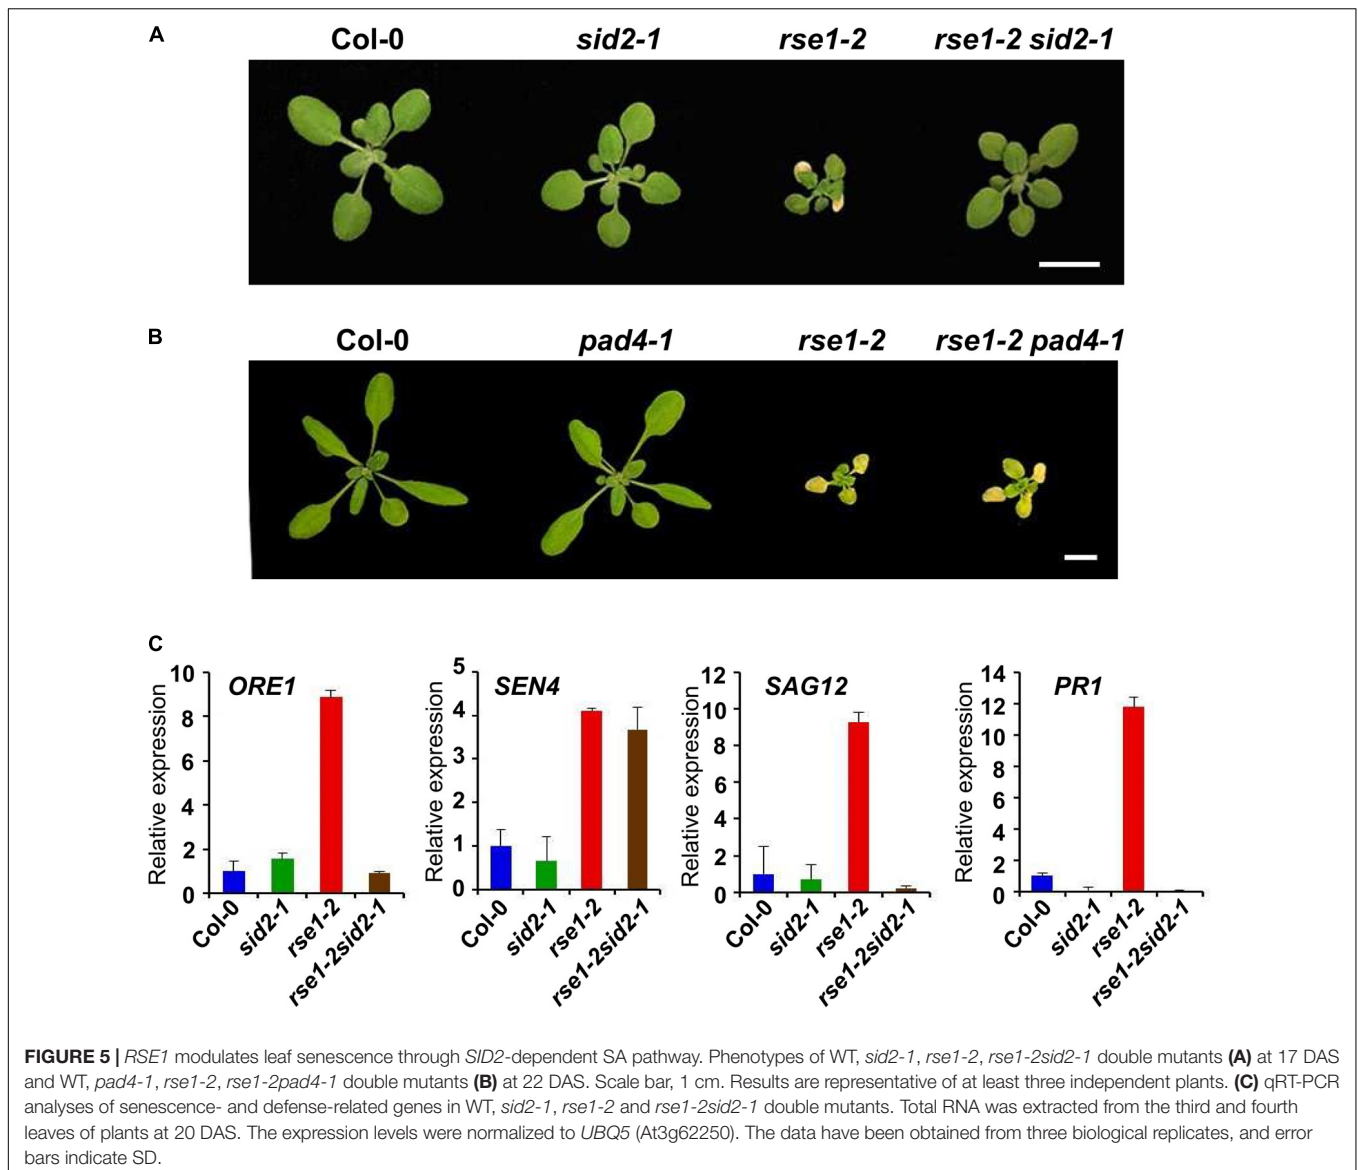 A
Col-0 sid2-1 rse1-2 rse1-2 sid2-1
B
Col-0 pad4-1 rse1-2 rse1-2 pad4-1
C
Relative expression
10
8
6
4
2
0
ORE1
Col-0
sid2-1
rse1-2
rse1-2sid2-1
Relative expression
5
4
3
2
1
0
SEN4
Col-0
sid2-1
rse1-2
rse1-2sid2-1
Relative expression
12
10
8
6
4
2
0
SAG12
Col-0
sid2-1
rse1-2
rse1-2sid2-1
Relative expression
14
12
10
8
6
4
2
0
PR1
Col-0
sid2-1
rse1-2
rse1-2sid2-1
FIGURE 5 | RSE1 modulates leaf senescence through SID2-dependent SA pathway. Phenotypes of WT, sid2-1, rse1-2, rse1-2sid2-1 double mutants (A) at 17 DAS
and WT, pad4-1, rse1-2, rse1-2pad4-1 double mutants (B) at 22 DAS. Scale bar, 1 cm. Results are representative of at least three independent plants. (C) qRT-PCR
analyses of senescence- and defense-related genes in WT, sid2-1, rse1-2 and rse1-2sid2-1 double mutants. Total RNA was extracted from the third and fourth
leaves of plants at 20 DAS. The expression levels were normalized to UBQ5 (At3g62250). The data have been obtained from three biological replicates, and error
bars indicate SD.